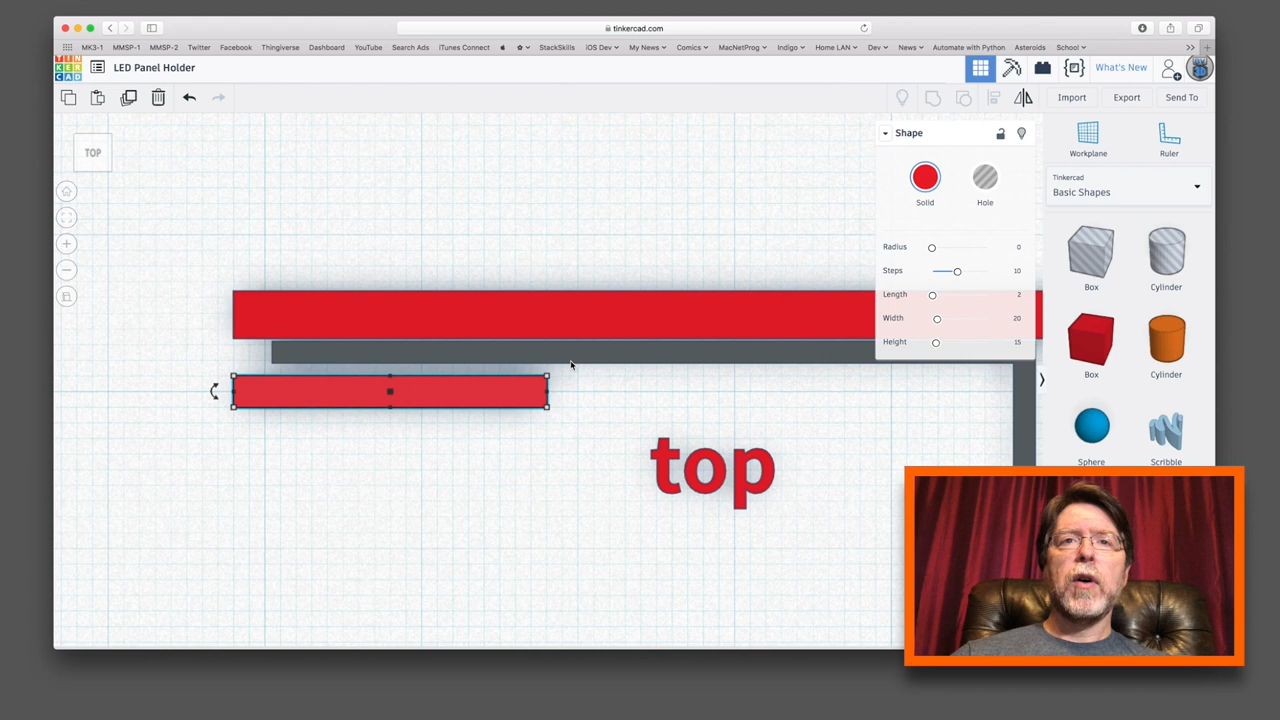 tinkercad.com
MK3-1 MMSP-1 MMSP-2 Twitter Facebook Thingiverse Dashboard YouTube Search Ads iTunes Connect StackSkills iOS Dev My News Comics MacNetProg Indigo Home LAN Dev News Automate with Python Asteroids School
TIN
KER
CAD
LED Panel Holder
What's New
Import Export Send To
TOP
Shape
Solid Hole
Radius 0
Steps 10
Length 2
Width 20
Height 15
Workplane Ruler
Tinkercad
Basic Shapes
Box Cylinder
Box Cylinder
Sphere Scribble
top